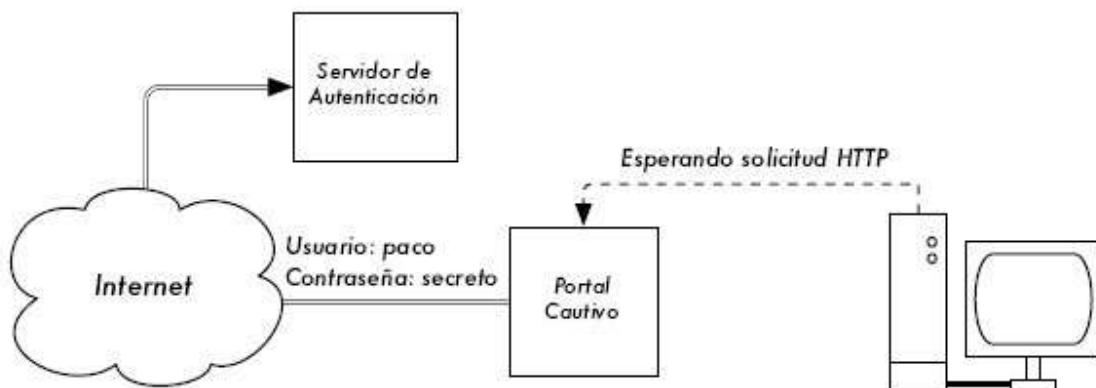 Servidor de
Autenticación
Esperando solicitud HTTP
Usuario: paco
Contraseña: secreto
Internet
Portal
Cautivo